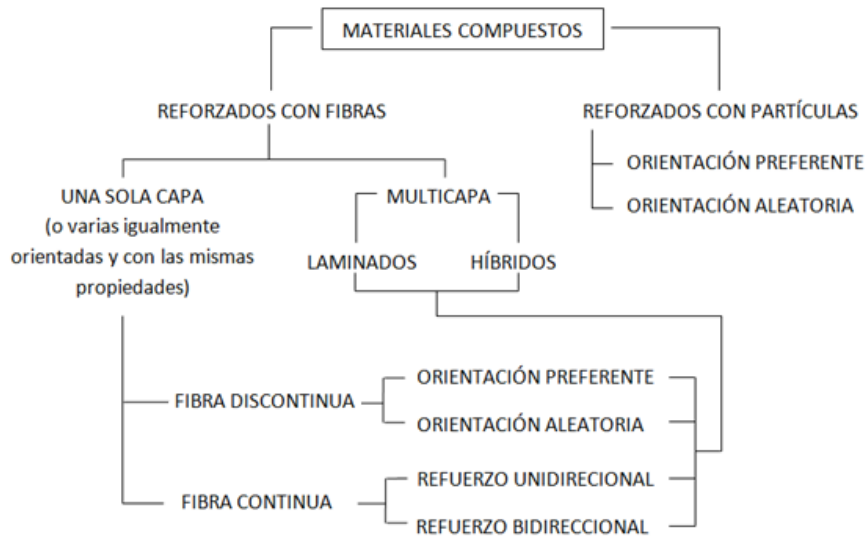 MATERIALES COMPUESTOS
REFORZADOS CON FIBRAS
REFORZADOS CON PARTÍCULAS
ORIENTACIÓN PREFERENTE
ORIENTACIÓN ALEATORIA
UNA SOLA CAPA
(o varias igualmente
orientadas y con las mismas
propiedades)
MULTICAPA
LAMINADOS
HÍBRIDOS
FIBRA DISCONTINUA
ORIENTACIÓN PREFERENTE
ORIENTACIÓN ALEATORIA
FIBRA CONTINUA
REFUERZO UNIDIRECIONAL
REFUERZO BIDIRECCIONAL